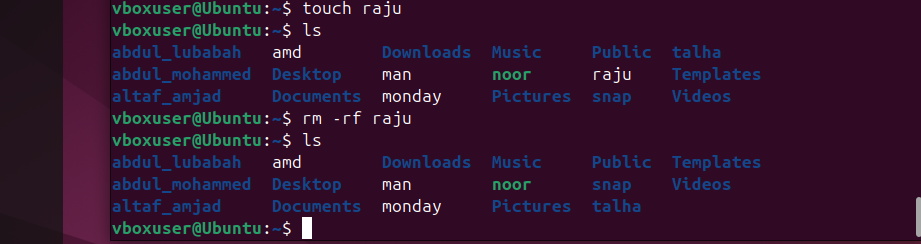 vboxuser@Ubuntu:~$ touch raju
vboxuser@Ubuntu:~$ ls
abdul_lubabah   amd        Downloads  Music     Public  talha
abdul_mohammed  Desktop    man        noor      raju    Templates
altaf_amjad     Documents  monday     Pictures  snap    Videos
vboxuser@Ubuntu:~$ rm -rf raju
vboxuser@Ubuntu:~$ ls
abdul_lubabah   amd        Downloads  Music     Public  Templates
abdul_mohammed  Desktop    man        noor      snap    Videos
altaf_amjad     Documents  monday     Pictures  talha
vboxuser@Ubuntu:~$